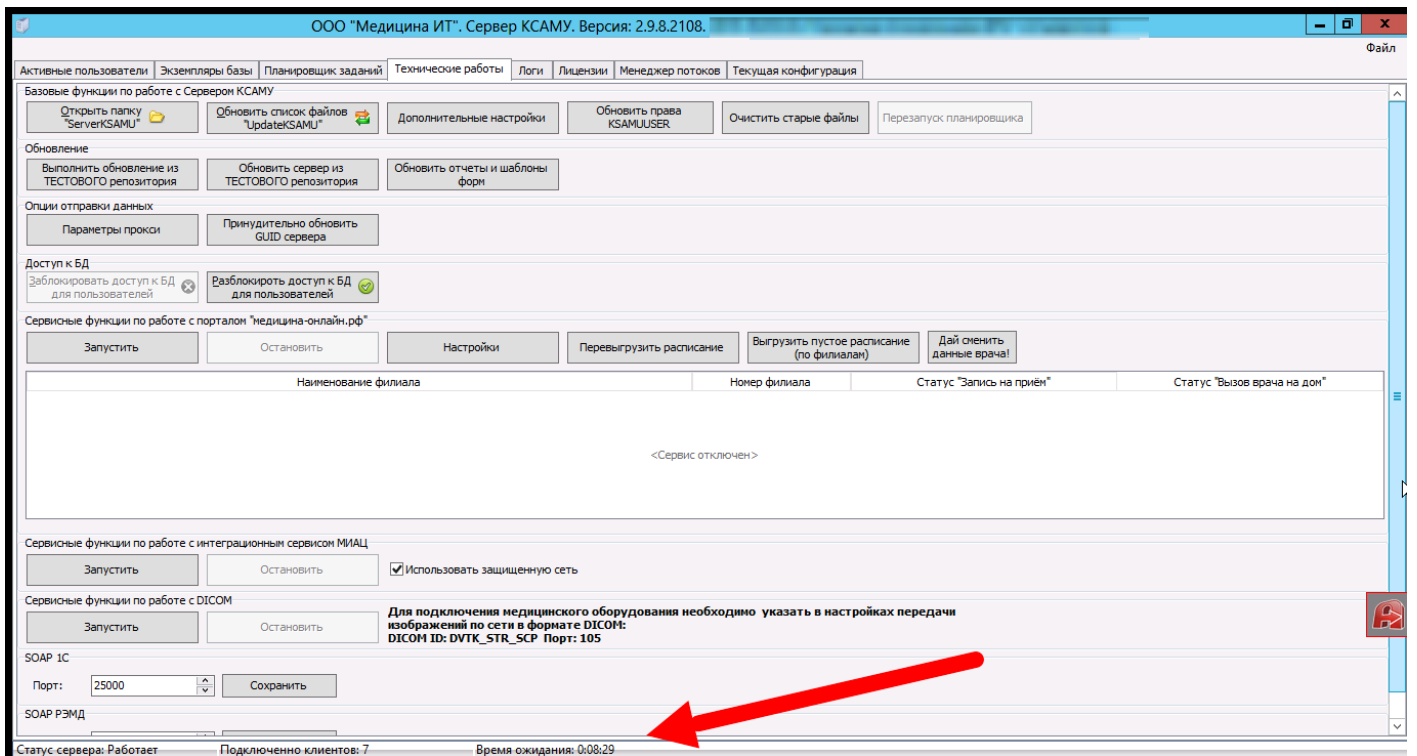 ООО "Медицина ИТ". Сервер КСАМУ. Версия: 2.9.8.2108.
Файл
Активные пользователи Экземпляры базы Планировщик заданий Технические работы Логи Лицензии Менеджер потоков Текущая конфигурация
Базовые функции по работе с Сервером КСАМУ
Открыть папку "ServerKSAMU"
Обновить список файлов "UpdateKSAMU"
Дополнительные настройки
Обновить права KSAMUUSER
Очистить старые файлы
Перезапуск планировщика
Обновление
Выполнить обновление из ТЕСТОВОГО репозитория
Обновить сервер из ТЕСТОВОГО репозитория
Обновить отчеты и шаблоны форм
Опции отправки данных
Параметры прокси
Принудительно обновить GUID сервера
Доступ к БД
Заблокировать доступ к БД для пользователей
Разблокироть доступ к БД для пользователей
Сервисные функции по работе с порталом "медицина-онлайн.рф"
Запустить
Остановить
Настройки
Перевыгрузить расписание
Выгрузить пустое расписание (по филиалам)
Дай сменить данные врача!
Наименование филиала Номер филиала Статус "Запись на приём" Статус "Вызов врача на дом"
<Сервис отключен>
Сервисные функции по работе с интеграционным сервисом МИАЦ
Запустить
Остановить
Использовать защищенную сеть
Сервисные функции по работе с DICOM
Запустить
Остановить
Для подключения медицинского оборудования необходимо указать в настройках передачи
изображений по сети в формате DICOM:
DICOM ID: DVTK_STR_SCP Порт: 105
SOAP 1C
Порт: 25000 Сохранить
SOAP РЭМД
Статус сервера: Работает Подключенно клиентов: 7 Время ожидания: 0:08:29